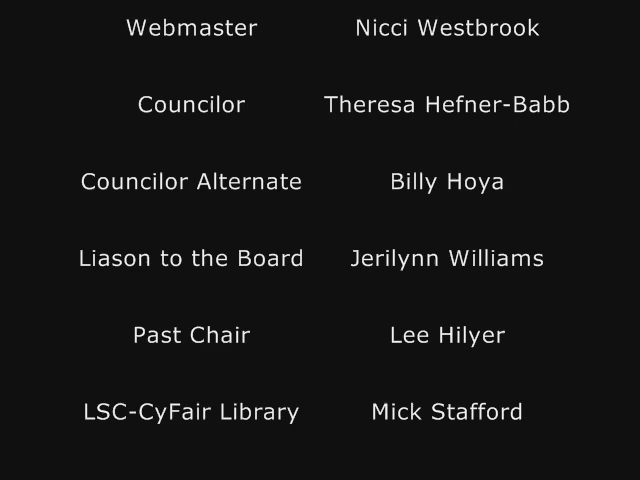 Webmaster Nicci Westbrook
Councilor Theresa Hefner-Babb
Councilor Alternate Billy Hoya
Liason to the Board Jerilynn Williams
Past Chair Lee Hilyer
LSC-CyFair Library Mick Stafford